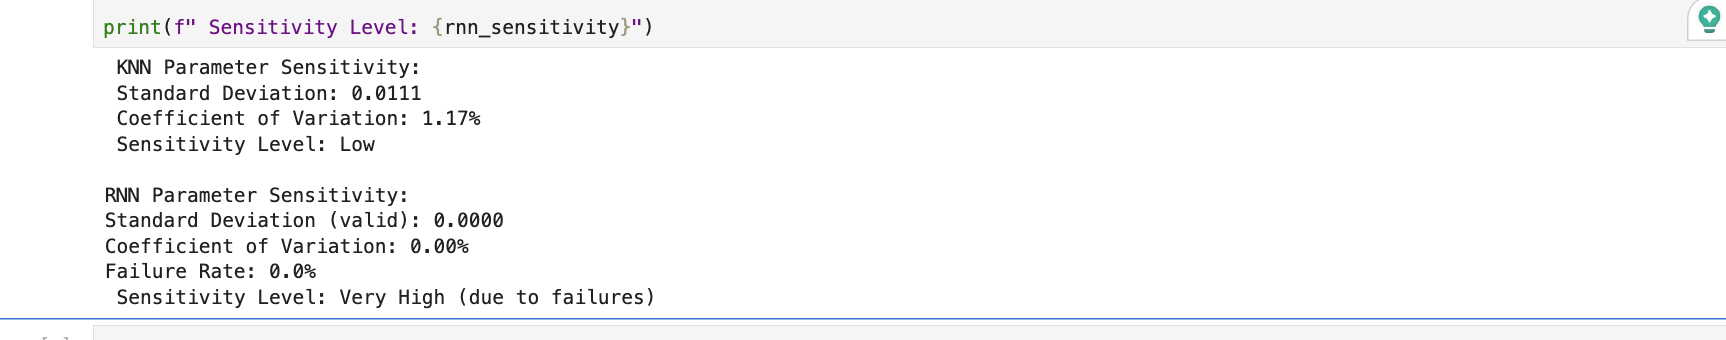 print(f" Sensitivity Level: {rnn_sensitivity}")
KNN Parameter Sensitivity:
Standard Deviation: 0.0111
Coefficient of Variation: 1.17%
Sensitivity Level: Low
RNN Parameter Sensitivity:
Standard Deviation (valid): 0.0000
Coefficient of Variation: 0.00%
Failure Rate: 0.0%
Sensitivity Level: Very High (due to failures)